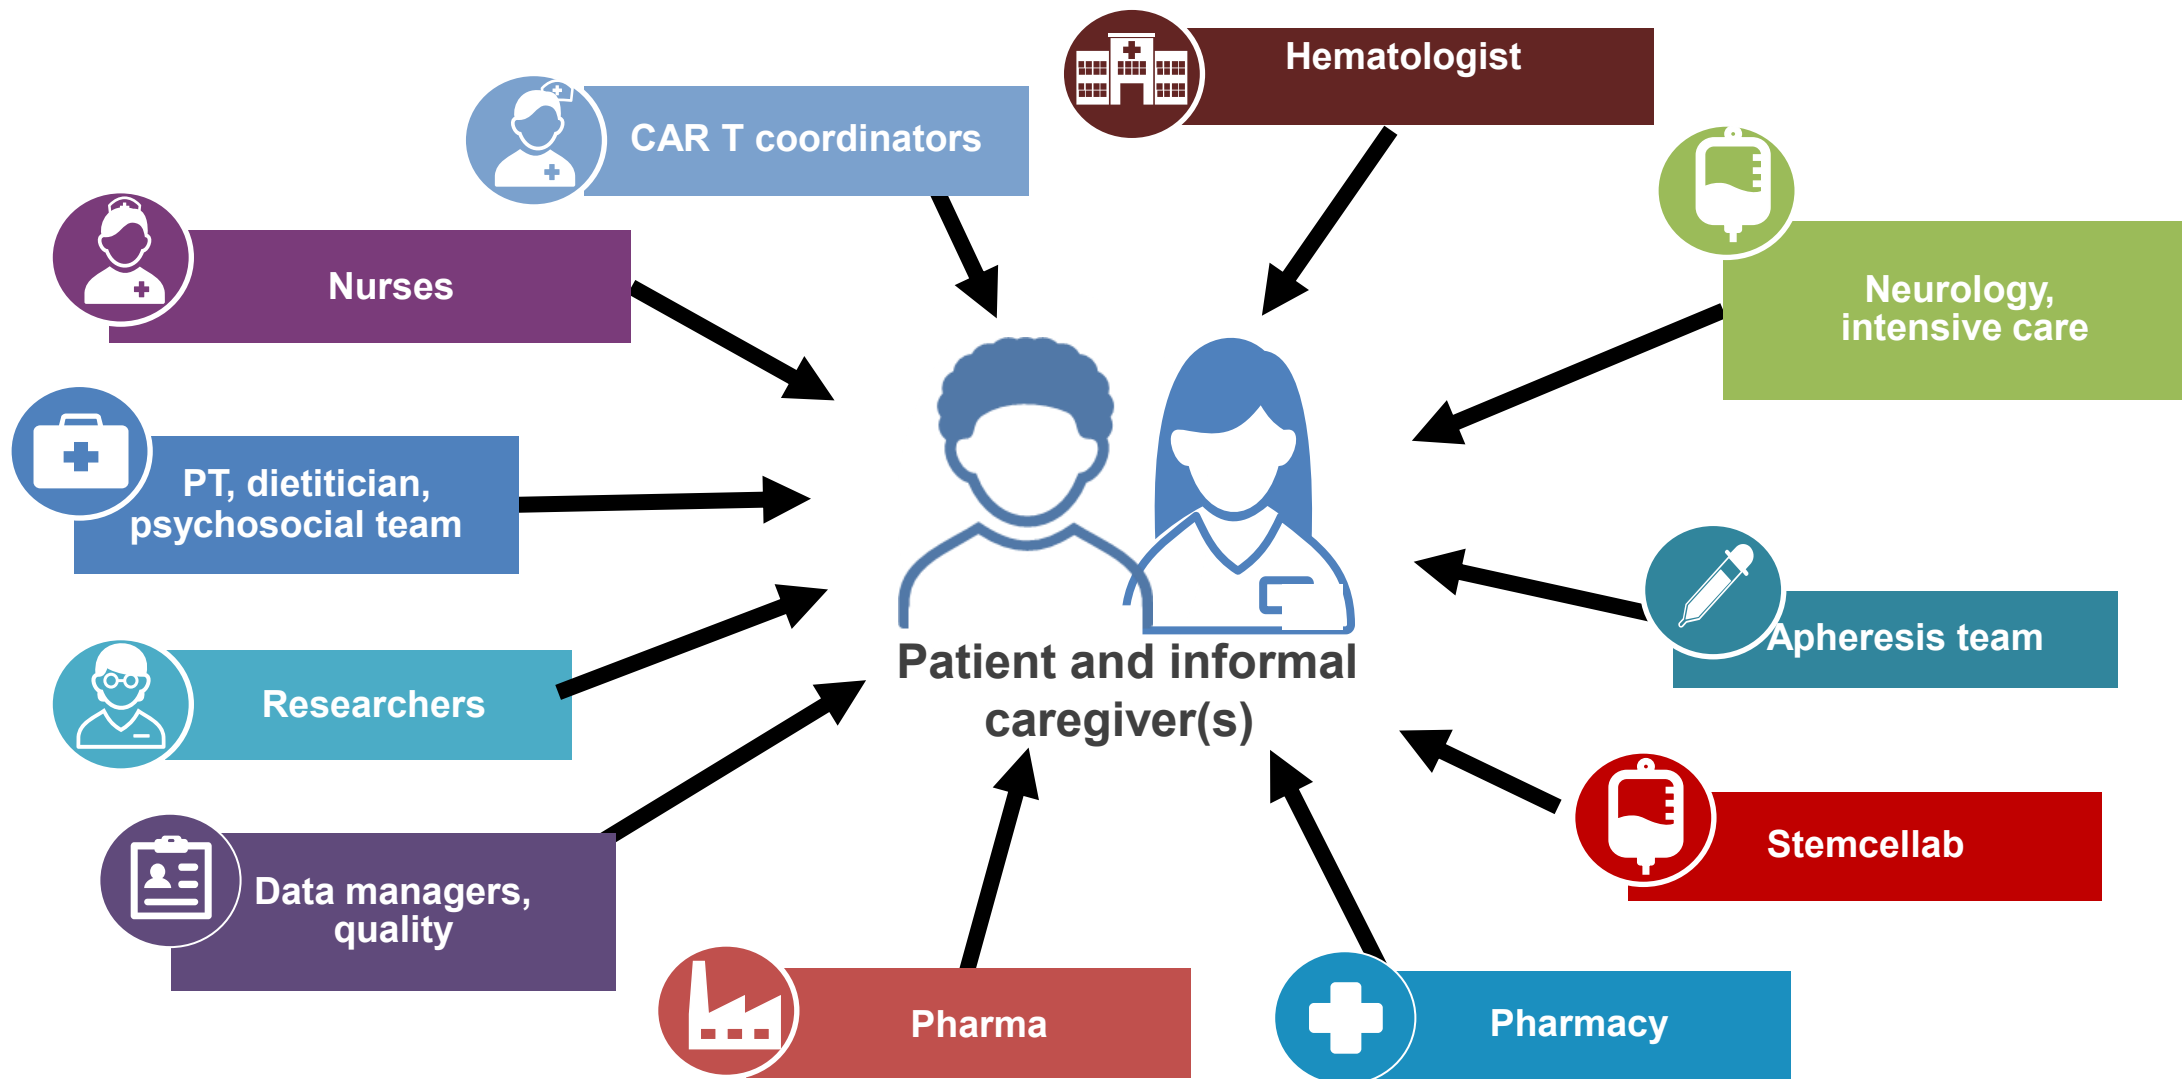 Hematologist
CAR T coordinators
Nurses
Neurology,
intensive care
PT, dietitician,
psychosocial team
Apheresis team
Patient and informal
caregiver(s)
Researchers
Stemcellab
Data managers,
quality
Pharma
Pharmacy